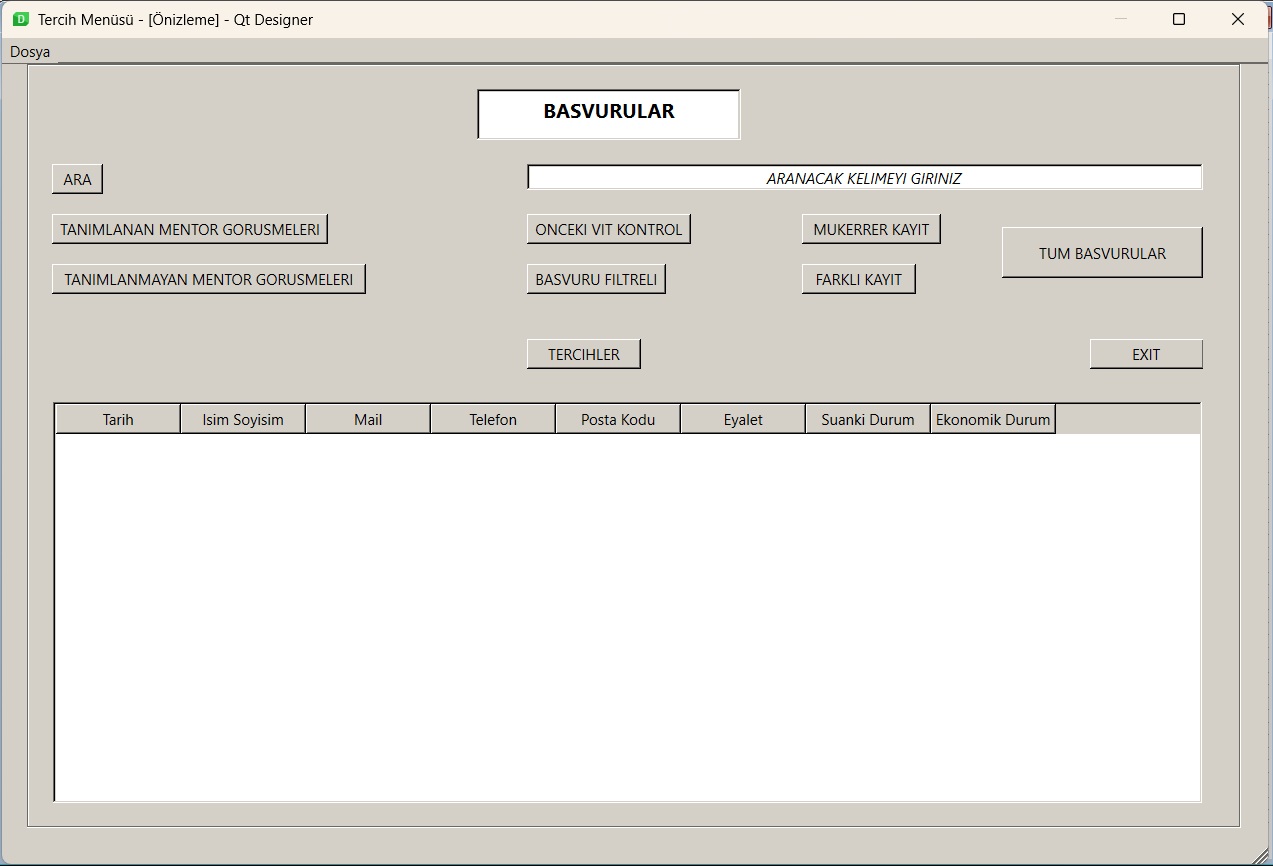 Tercih Menüsü - [Önizleme] - Qt Designer
Dosya
BASVURULAR
ARA
ARANACAK KELIMEYI GIRINIZ
TANIMLANAN MENTOR GORUSMELERI
ONCEKI VIT KONTROL
MUKERRER KAYIT
TUM BASVURULAR
TANIMLANMAYAN MENTOR GORUSMELERI
BASVURU FILTRELI
FARKLI KAYIT
TERCIHLER
EXIT
Tarih Isim Soyisim Mail Telefon Posta Kodu Eyalet Suanki Durum Ekonomik Durum